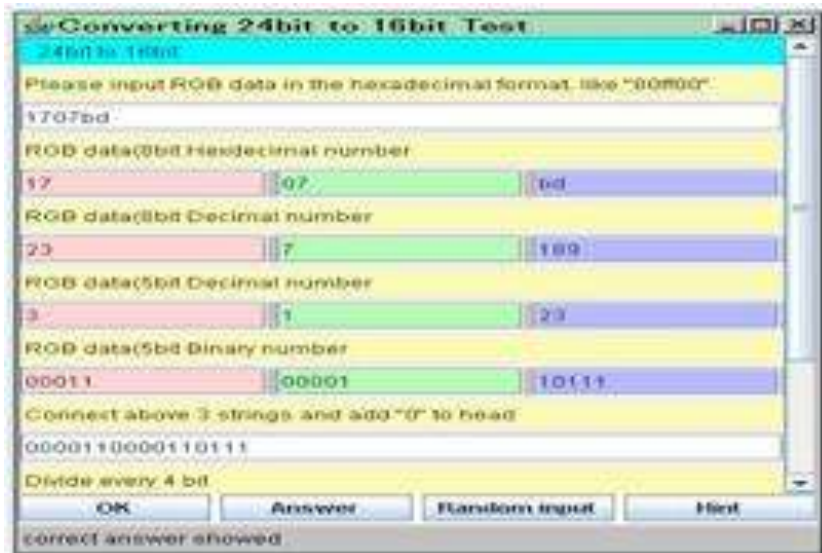 Converting 24bit to 16bit Test
24bit to 16bit
Please input RGB data in the hexadecimal format, like "00ff00"
1707bd
RGB data(8bit Hexdecimal number
17 07 bd
RGB data(8bit Decimal number
23 7 189
RGB data(5bit Decimal number
3 1 23
RGB data(5bit Binary number
00011 00001 10111
Connect above 3 strings and add "0" to head
0000110000110111
Divide every 4 bit
OK Answer Random input Hint
correct answer showed